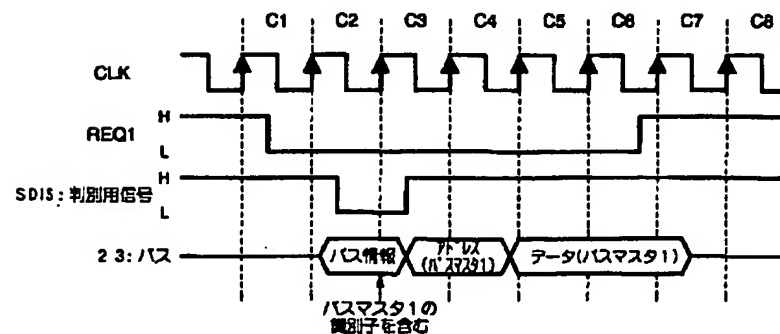 C1 C2 C3 C4 C5 C6 C7 C8
CLK
H
REQ1
L
H
SDIS:判別用信号
L
23:バス
バス情報
アドレス
(バスマスタ1)
データ(バスマスタ1)
バスマスタ1の
識別子を含む